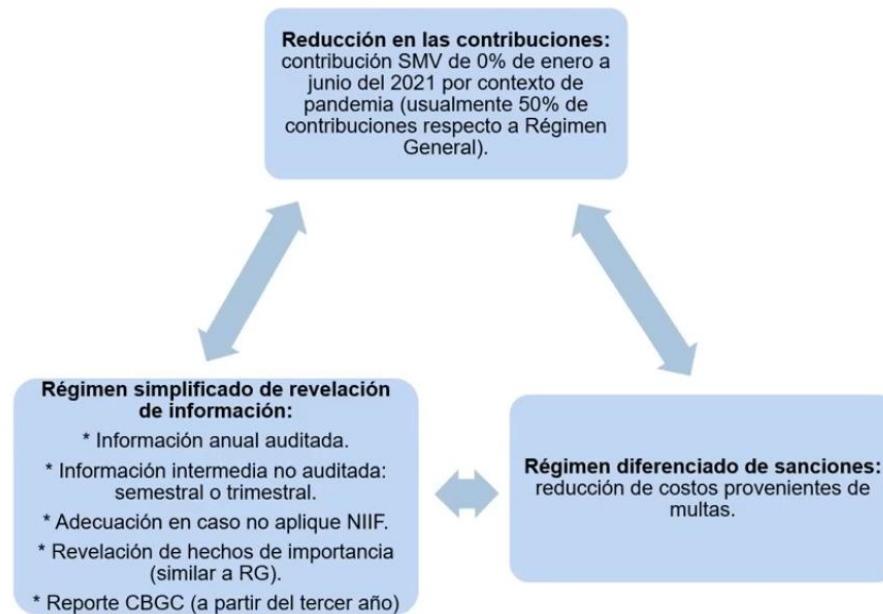 Reducción en las contribuciones:
contribución SMV de 0% de enero a
junio del 2021 por contexto de
pandemia (usualmente 50% de
contribuciones respecto a Régimen
General).
Régimen simplificado de revelación
de información:
* Información anual auditada.
* Información intermedia no auditada:
semestral o trimestral.
* Adecuación en caso no aplique NIIF.
* Revelación de hechos de importancia
(similar a RG).
* Reporte CBGC (a partir del tercer año)
Régimen diferenciado de sanciones:
reducción de costos provenientes de
multas.